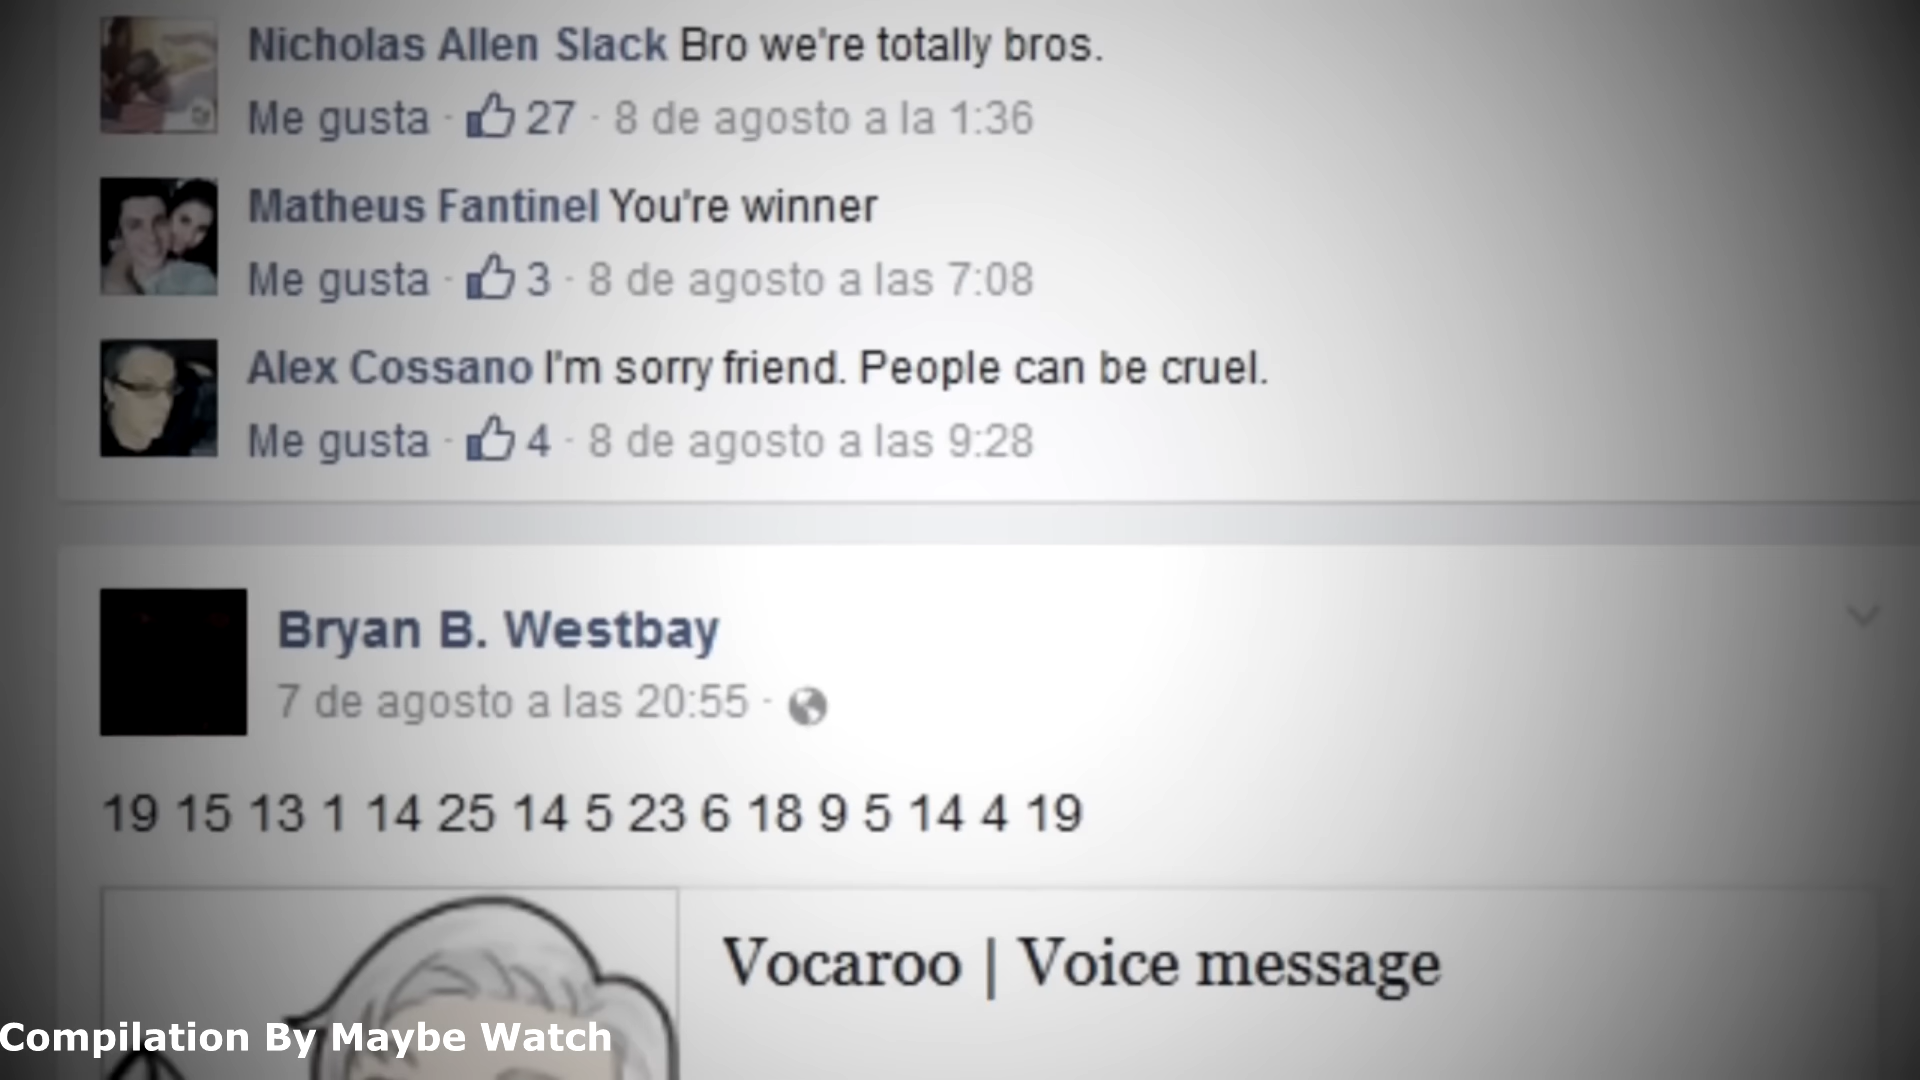 Nicholas Allen Slack Bro we're totally bros.
Me gusta · 27 · 8 de agosto a la 1:36
Matheus Fantinel You're winner
Me gusta · 3 · 8 de agosto a las 7:08
Alex Cossano I'm sorry friend. People can be cruel.
Me gusta · 4 · 8 de agosto a las 9:28
Bryan B. Westbay
7 de agosto a las 20:55 ·
19 15 13 1 14 25 14 5 23 6 18 9 5 14 4 19
Vocaroo | Voice message
Compilation By Maybe Watch